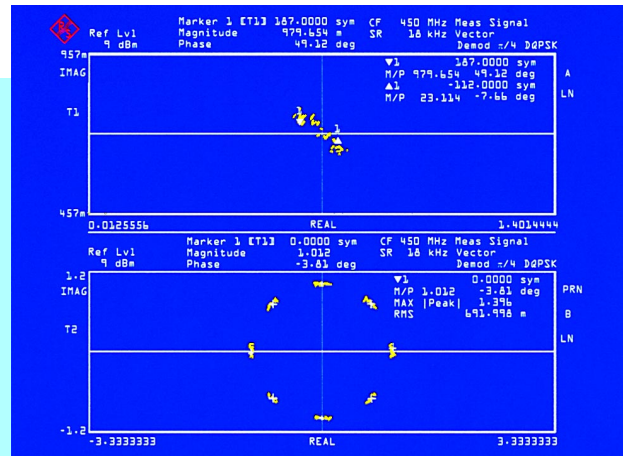 Marker 1 [T1] 187.0000 sym CF 450 MHz Meas Signal
Ref Lvl Magnitude 979.654 m SR 18 kHz Vector
9 dBm Phase 49.12 deg Demod π/4 DQPSK
957m
IMAG
▼1 187.0000 sym
M/P 979.654 49.12 deg
▲1 -112.0000 sym
M/P 23.114 -7.66 deg
A
LN
T1
1
1
457m
0.0125556 REAL 1.4014444
Marker 1 [T1] 0.0000 sym CF 450 MHz Meas Signal
Ref Lvl Magnitude 1.012 SR 18 kHz Vector
9 dBm Phase -3.81 deg Demod π/4 DQPSK
1.2
IMAG
▼1 0.0000 sym
M/P 1.012 -3.81 deg
MAX |Peak| 1.396
RMS 691.998 m
PRN
B
LN
T2
-1.2
-3.3333333 REAL 3.3333333